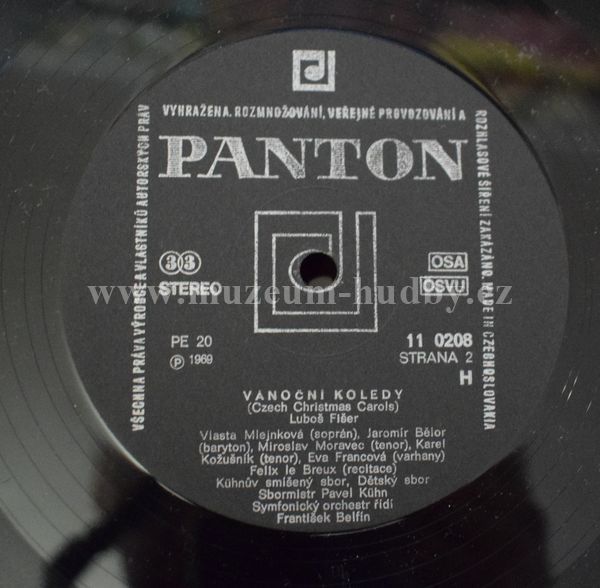 VŠECHNA PRÁVA VÝROBCE A VLASTNÍKŮ AUTORSKÝCH PRÁV
VYHRAŽENA. ROZMNOŽOVÁNÍ, VEŘEJNÉ PROVOZOVÁNÍ A
ROZHLASOVÉ ŠÍŘENÍ ZAKÁZÁNO. MADE IN CZECHOSLOVAKIA
PANTON
33
STEREO
OSA
OSVU
www.muzeum-hudby.cz
PE 20
℗ 1969
11 0208
STRANA 2
H
VÁNOČNÍ KOLEDY
(Czech Christmas Carols)
Luboš Fišer
Vlasta Mlejnková (soprán), Jaromír Bělor
(baryton), Miroslav Moravec (tenor), Karel
Kožušník (tenor), Eva Francová (varhany)
Felix le Breux (recitace)
Kühnův smíšený sbor, Dětský sbor
Sbormistr Pavel Kühn
Symfonický orchestr řídí
František Belfín